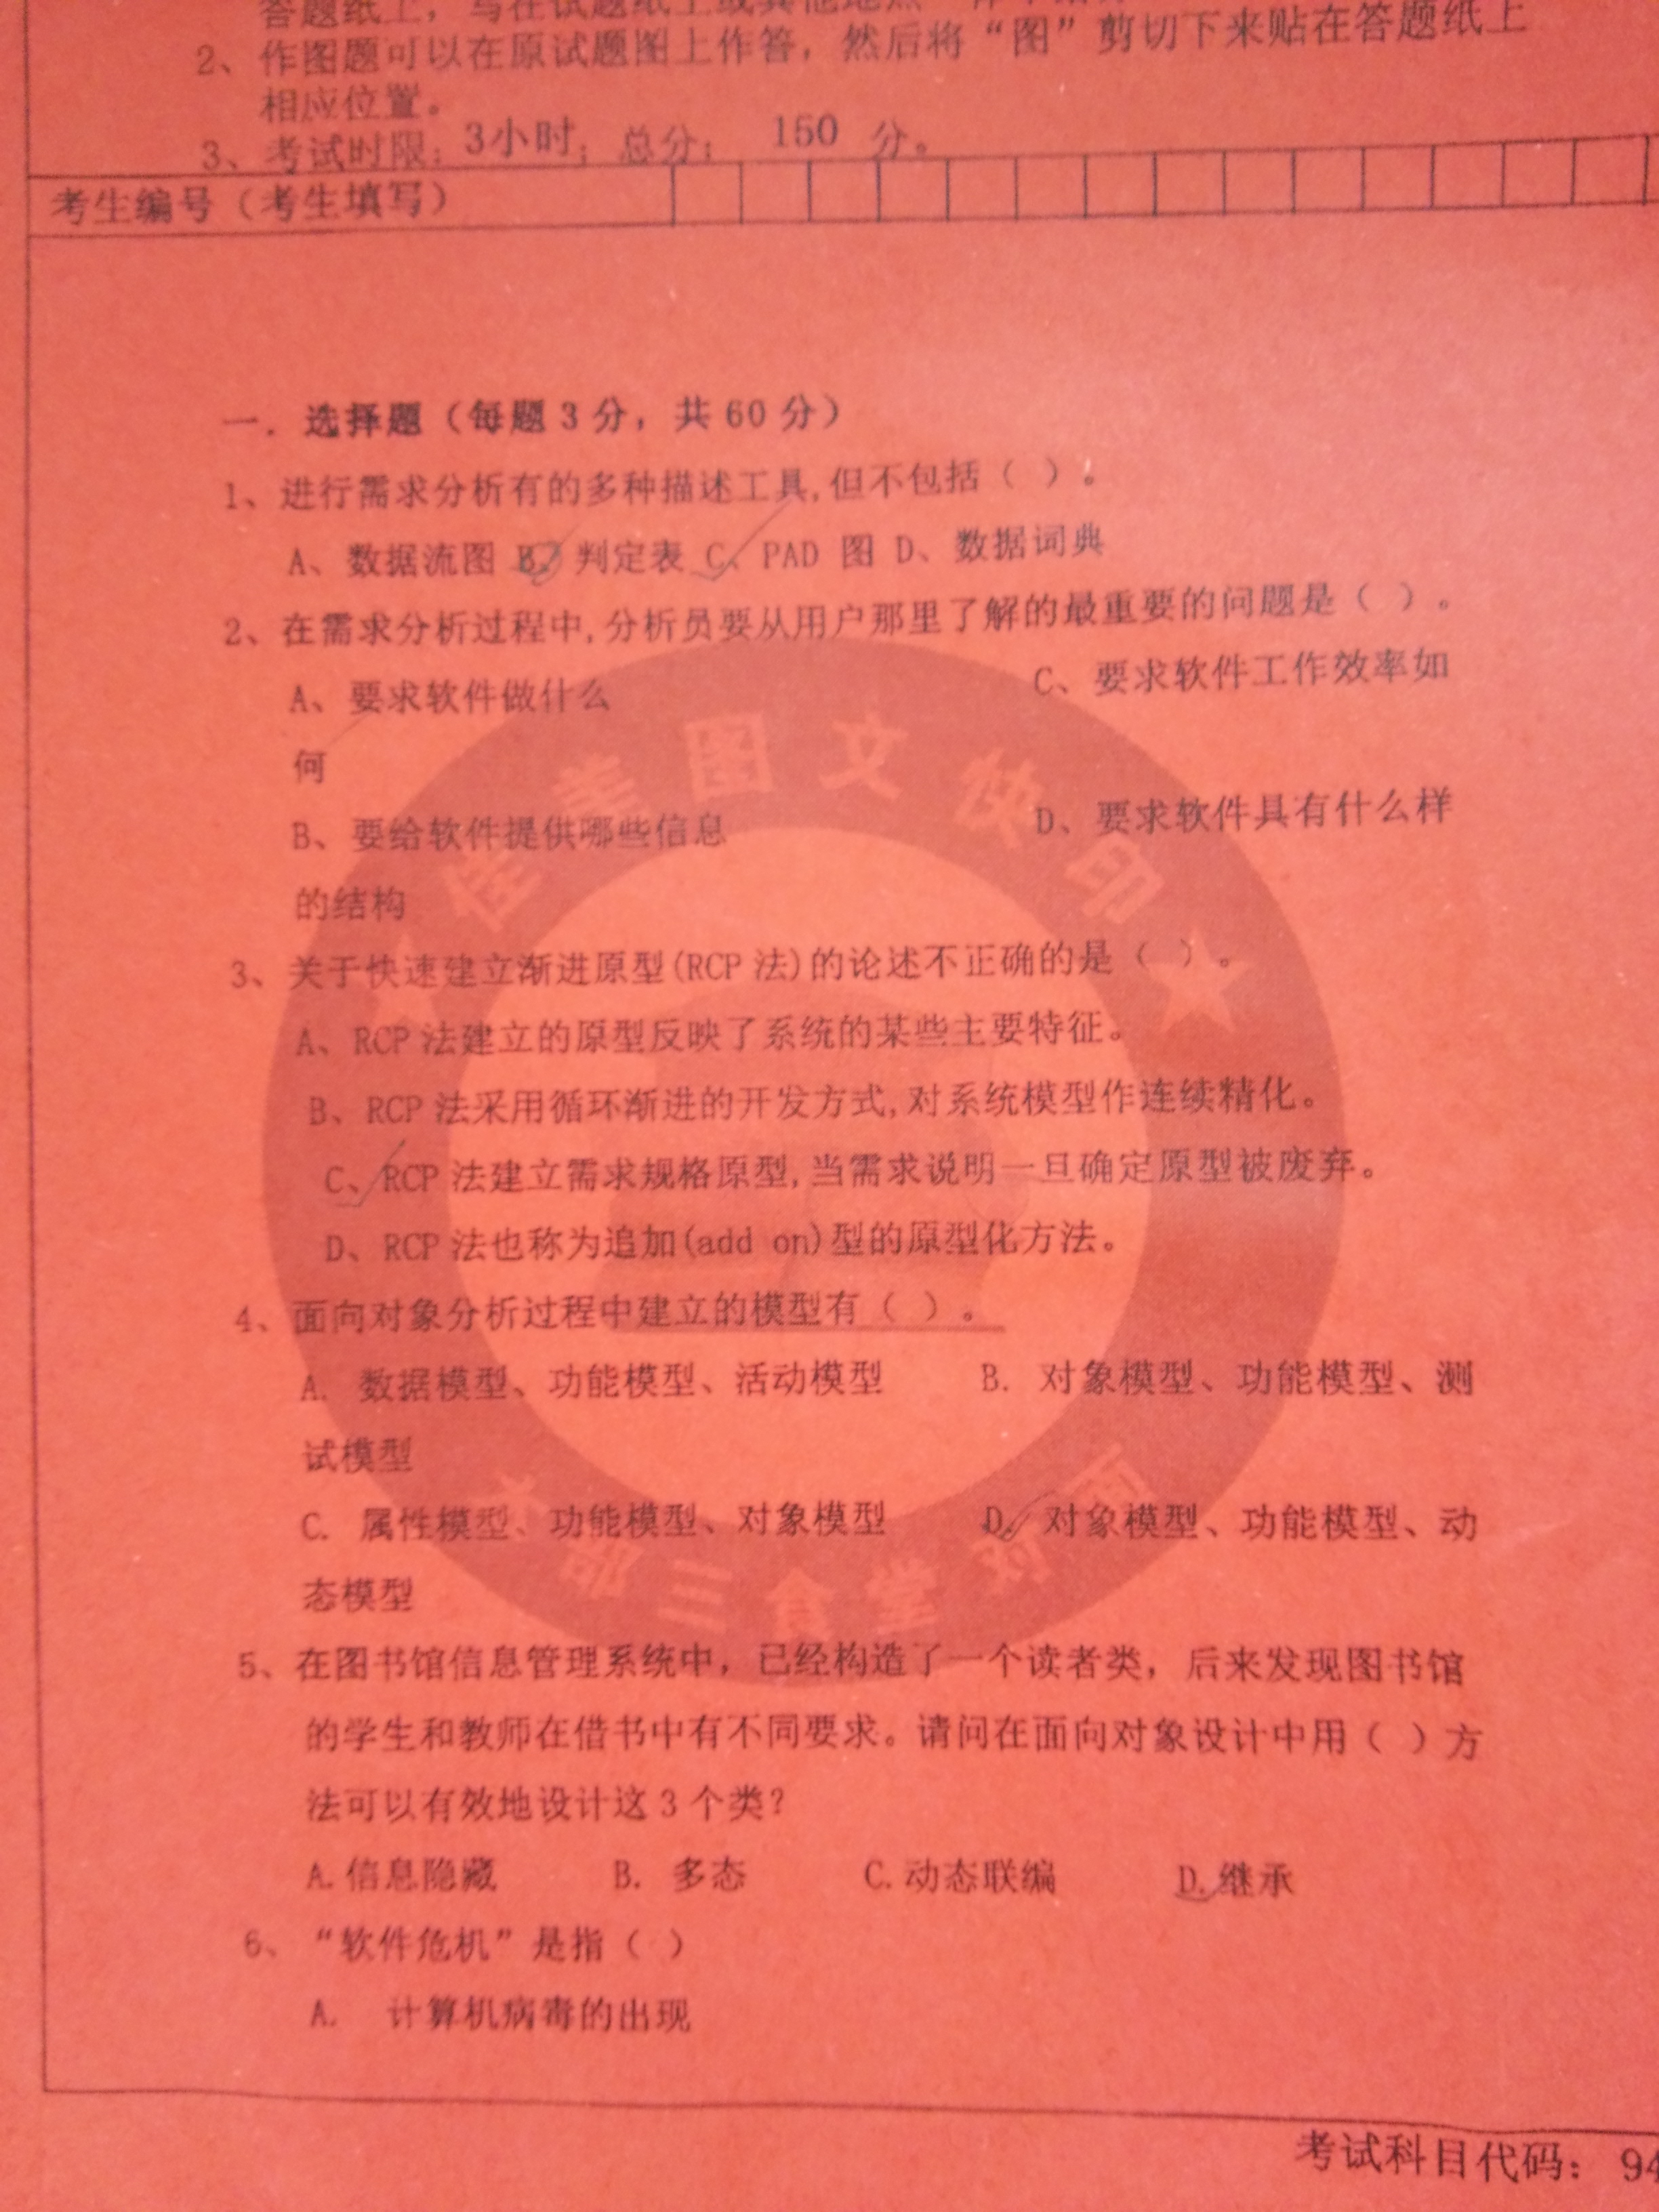 2、作图题可以在原试题图上作答，然后将“图”剪切下来贴在答题纸上
相应位置。
3、考试时限：3小时；总分：150 分。
考生编号（考生填写）
一．选择题（每题3分，共60分）
1、进行需求分析有的多种描述工具,但不包括（ ）。
A、数据流图 B、判定表 C、PAD 图 D、数据词典
2、在需求分析过程中,分析员要从用户那里了解的最重要的问题是（ ）。
A、要求软件做什么 C、要求软件工作效率如
何
B、要给软件提供哪些信息 D、要求软件具有什么样
的结构
3、关于快速建立渐进原型(RCP 法)的论述不正确的是（ ）。
A、RCP 法建立的原型反映了系统的某些主要特征。
B、RCP 法采用循环渐进的开发方式,对系统模型作连续精化。
C、RCP 法建立需求规格原型,当需求说明一旦确定原型被废弃。
D、RCP 法也称为追加(add on)型的原型化方法。
4、面向对象分析过程中建立的模型有（ ）。
A. 数据模型、功能模型、活动模型 B. 对象模型、功能模型、测
试模型
C. 属性模型、功能模型、对象模型 D. 对象模型、功能模型、动
态模型
5、在图书馆信息管理系统中，已经构造了一个读者类，后来发现图书馆
的学生和教师在借书中有不同要求。请问在面向对象设计中用（ ）方
法可以有效地设计这3个类？
A.信息隐藏 B. 多态 C.动态联编 D.继承
6、“软件危机”是指（ ）
A. 计算机病毒的出现
考试科目代码：94
佳美图文快印
部三食堂对面